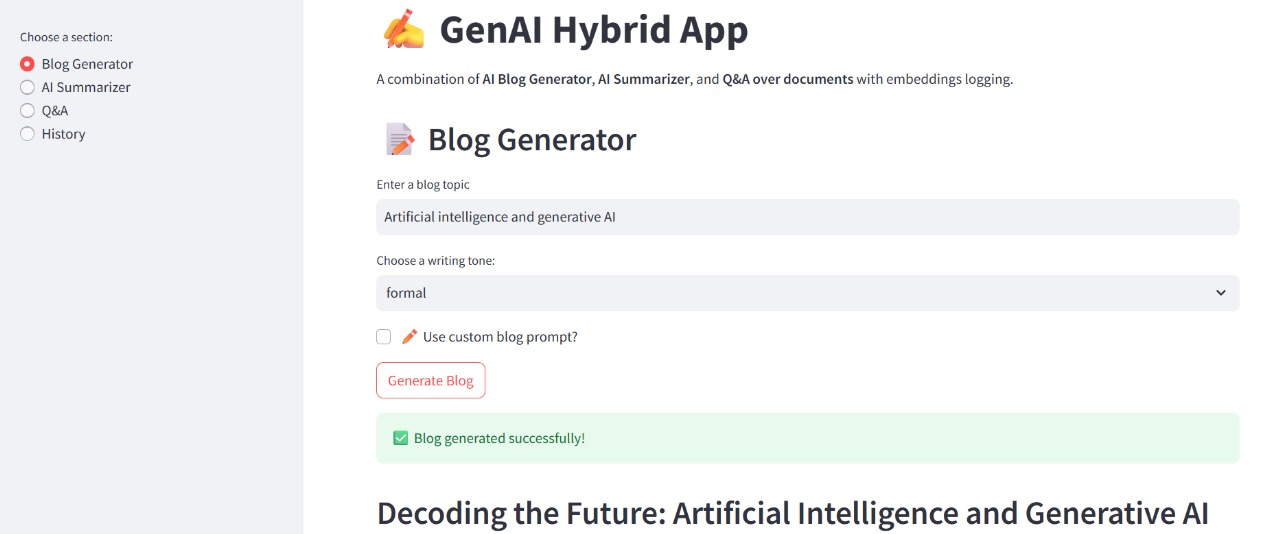 Choose a section:
Blog Generator
AI Summarizer
Q&A
History
GenAI Hybrid App
A combination of AI Blog Generator, AI Summarizer, and Q&A over documents with embeddings logging.
Blog Generator
Enter a blog topic
Artificial intelligence and generative AI
Choose a writing tone:
formal
Use custom blog prompt?
Generate Blog
Blog generated successfully!
Decoding the Future: Artificial Intelligence and Generative AI